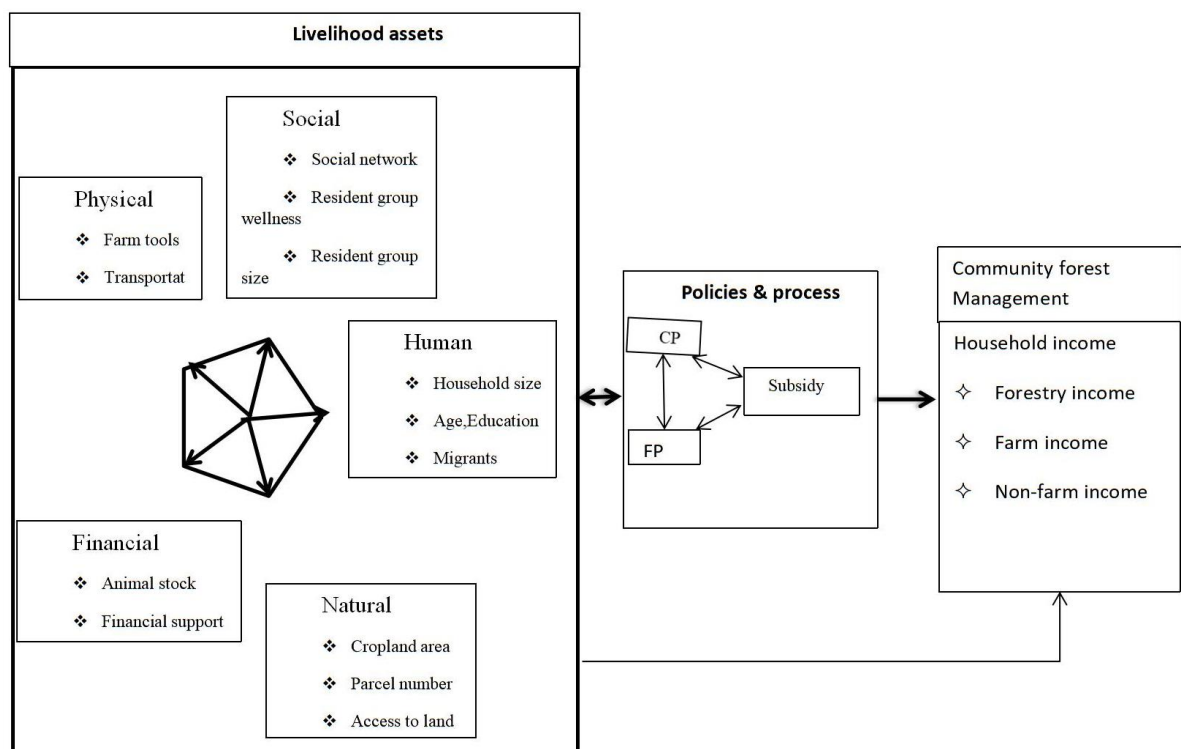 Livelihood assets
Social
Social network
Resident group
wellness
Resident group
size
Physical
Farm tools
Transportat
Human
Household size
Age,Education
Migrants
Financial
Animal stock
Financial support
Natural
Cropland area
Parcel number
Access to land
Policies & process
CP
Subsidy
FP
Community forest
Management
Household income
Forestry income
Farm income
Non-farm income